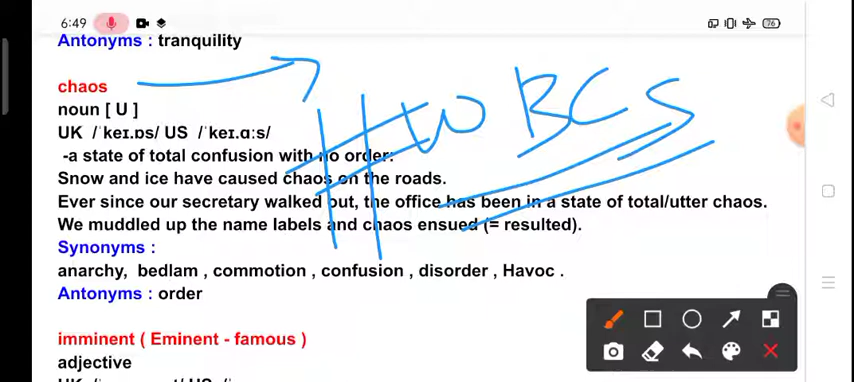 6:49 76
Antonyms : tranquility
chaos
noun [ U ]
UK /ˈkeɪ.ɒs/ US /ˈkeɪ.ɑːs/
-a state of total confusion with no order:
Snow and ice have caused chaos on the roads.
Ever since our secretary walked out, the office has been in a state of total/utter chaos.
We muddled up the name labels and chaos ensued (= resulted).
Synonyms :
anarchy, bedlam , commotion , confusion , disorder , Havoc .
Antonyms : order
imminent ( Eminent - famous )
adjective
# 40 BCS